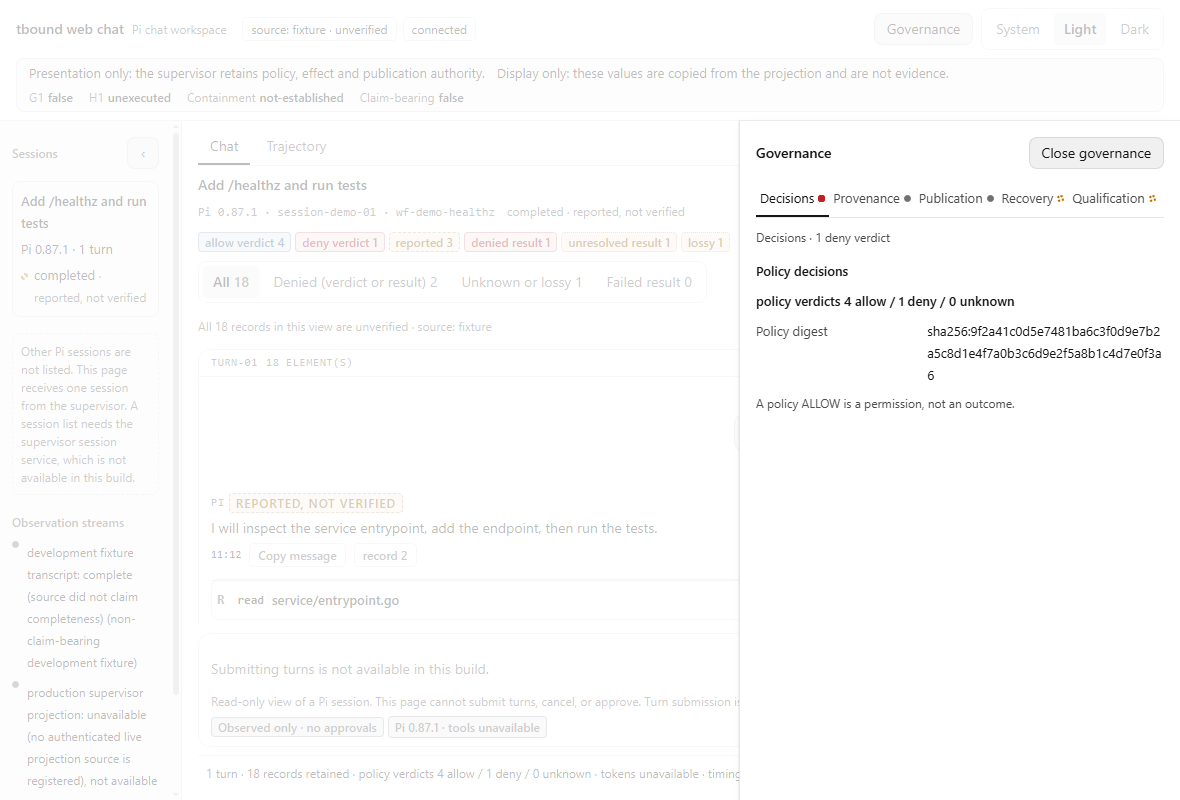 tbound web chat Pi chat workspace source: fixture · unverified connected Governance System Light Dark
Presentation only: the supervisor retains policy, effect and publication authority. Display only: these values are copied from the projection and are not evidence.
G1 false H1 unexecuted Containment not-established Claim-bearing false
Sessions ‹
Add /healthz and run
tests
Pi 0.87.1 · 1 turn
completed ·
reported, not verified
Other Pi sessions are
not listed. This page
receives one session
from the supervisor. A
session list needs the
supervisor session
service, which is not
available in this build.
Observation streams
development fixture
transcript: complete
(source did not claim
completeness) (non-
claim-bearing
development fixture)
production supervisor
projection: unavailable
(no authenticated live
projection source is
registered), not available
Chat Trajectory
Add /healthz and run tests
Pi 0.87.1 · session-demo-01 · wf-demo-healthz completed · reported, not verified
allow verdict 4 deny verdict 1 reported 3 denied result 1 unresolved result 1 lossy 1
All 18 Denied (verdict or result) 2 Unknown or lossy 1 Failed result 0
All 18 records in this view are unverified · source: fixture
TURN-01 18 ELEMENT(S)
PI REPORTED, NOT VERIFIED
I will inspect the service entrypoint, add the endpoint, then run the tests.
11:12 Copy message record 2
R read service/entrypoint.go
Submitting turns is not available in this build.
Read-only view of a Pi session. This page cannot submit turns, cancel, or approve. Turn submission is
Observed only · no approvals Pi 0.87.1 · tools unavailable
1 turn · 18 records retained · policy verdicts 4 allow / 1 deny / 0 unknown · tokens unavailable · timing
Governance Close governance
Decisions Provenance Publication Recovery Qualification
Decisions · 1 deny verdict
Policy decisions
policy verdicts 4 allow / 1 deny / 0 unknown
Policy digest sha256:9f2a41c0d5e7481ba6c3f0d9e7b2
a5c8d1e4f7a0b3c6d9e2f5a8b1c4d7e0f3a
6
A policy ALLOW is a permission, not an outcome.